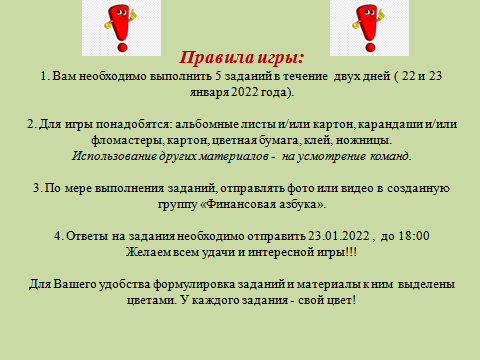 Правила игры:
1. Вам необходимо выполнить 5 заданий в течение двух дней ( 22 и 23
января 2022 года).
2. Для игры понадобятся: альбомные листы и/или картон, карандаши и/или
фломастеры, картон, цветная бумага, клей, ножницы.
Использование других материалов - на усмотрение команд.
3. По мере выполнения заданий, отправлять фото или видео в созданную
группу «Финансовая азбука».
4. Ответы на задания необходимо отправить 23.01.2022 , до 18:00
Желаем всем удачи и интересной игры!!!
Для Вашего удобства формулировка заданий и материалы к ним выделены
цветами. У каждого задания - свой цвет!